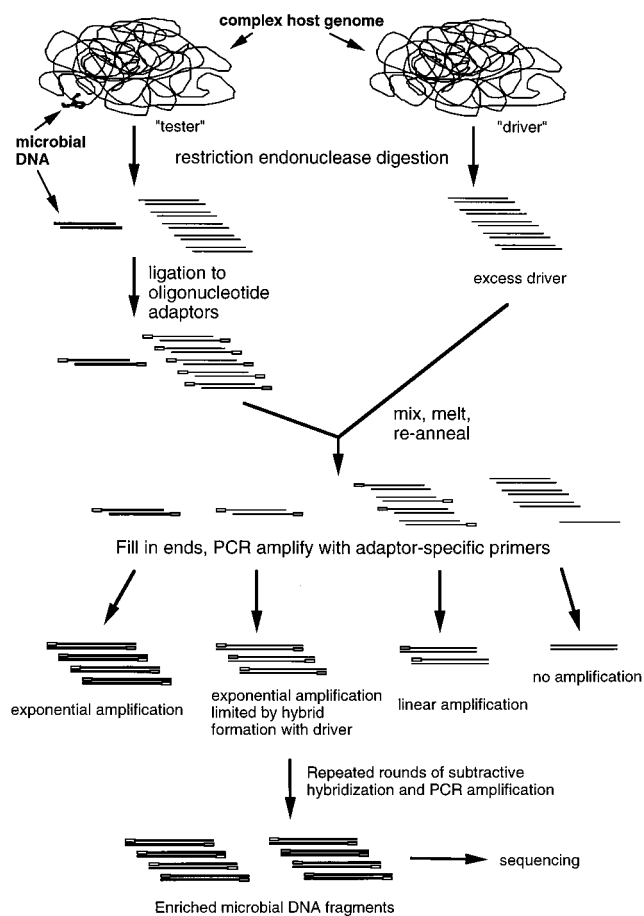 complex host genome
"tester"
"driver"
microbial
DNA
restriction endonuclease digestion
ligation to
oligonucleotide
adaptors
excess driver
mix, melt,
re-anneal
Fill in ends, PCR amplify with adaptor-specific primers
exponential amplification
exponential amplification
limited by hybrid
formation with driver
linear amplification
no amplification
Repeated rounds of subtractive
hybridization and PCR amplification
sequencing
Enriched microbial DNA fragments